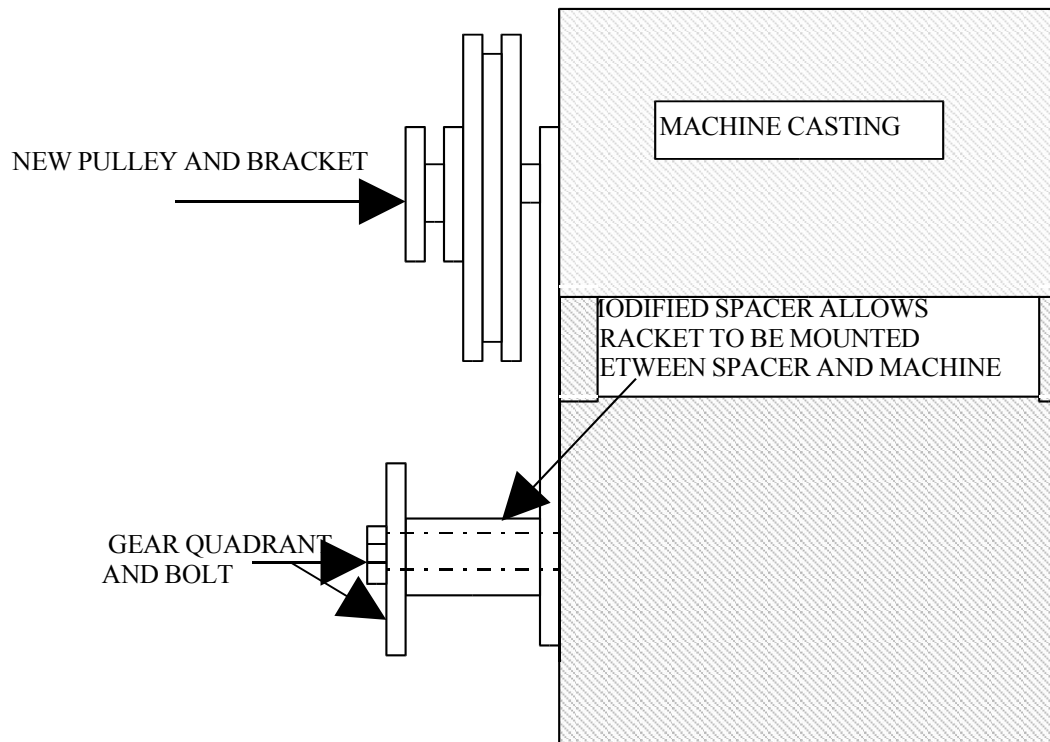 MACHINE CASTING
NEW PULLEY AND BRACKET
IODIFIED SPACER ALLOWS
RACKET TO BE MOUNTED
ETWEEN SPACER AND MACHINE
GEAR QUADRANT
AND BOLT